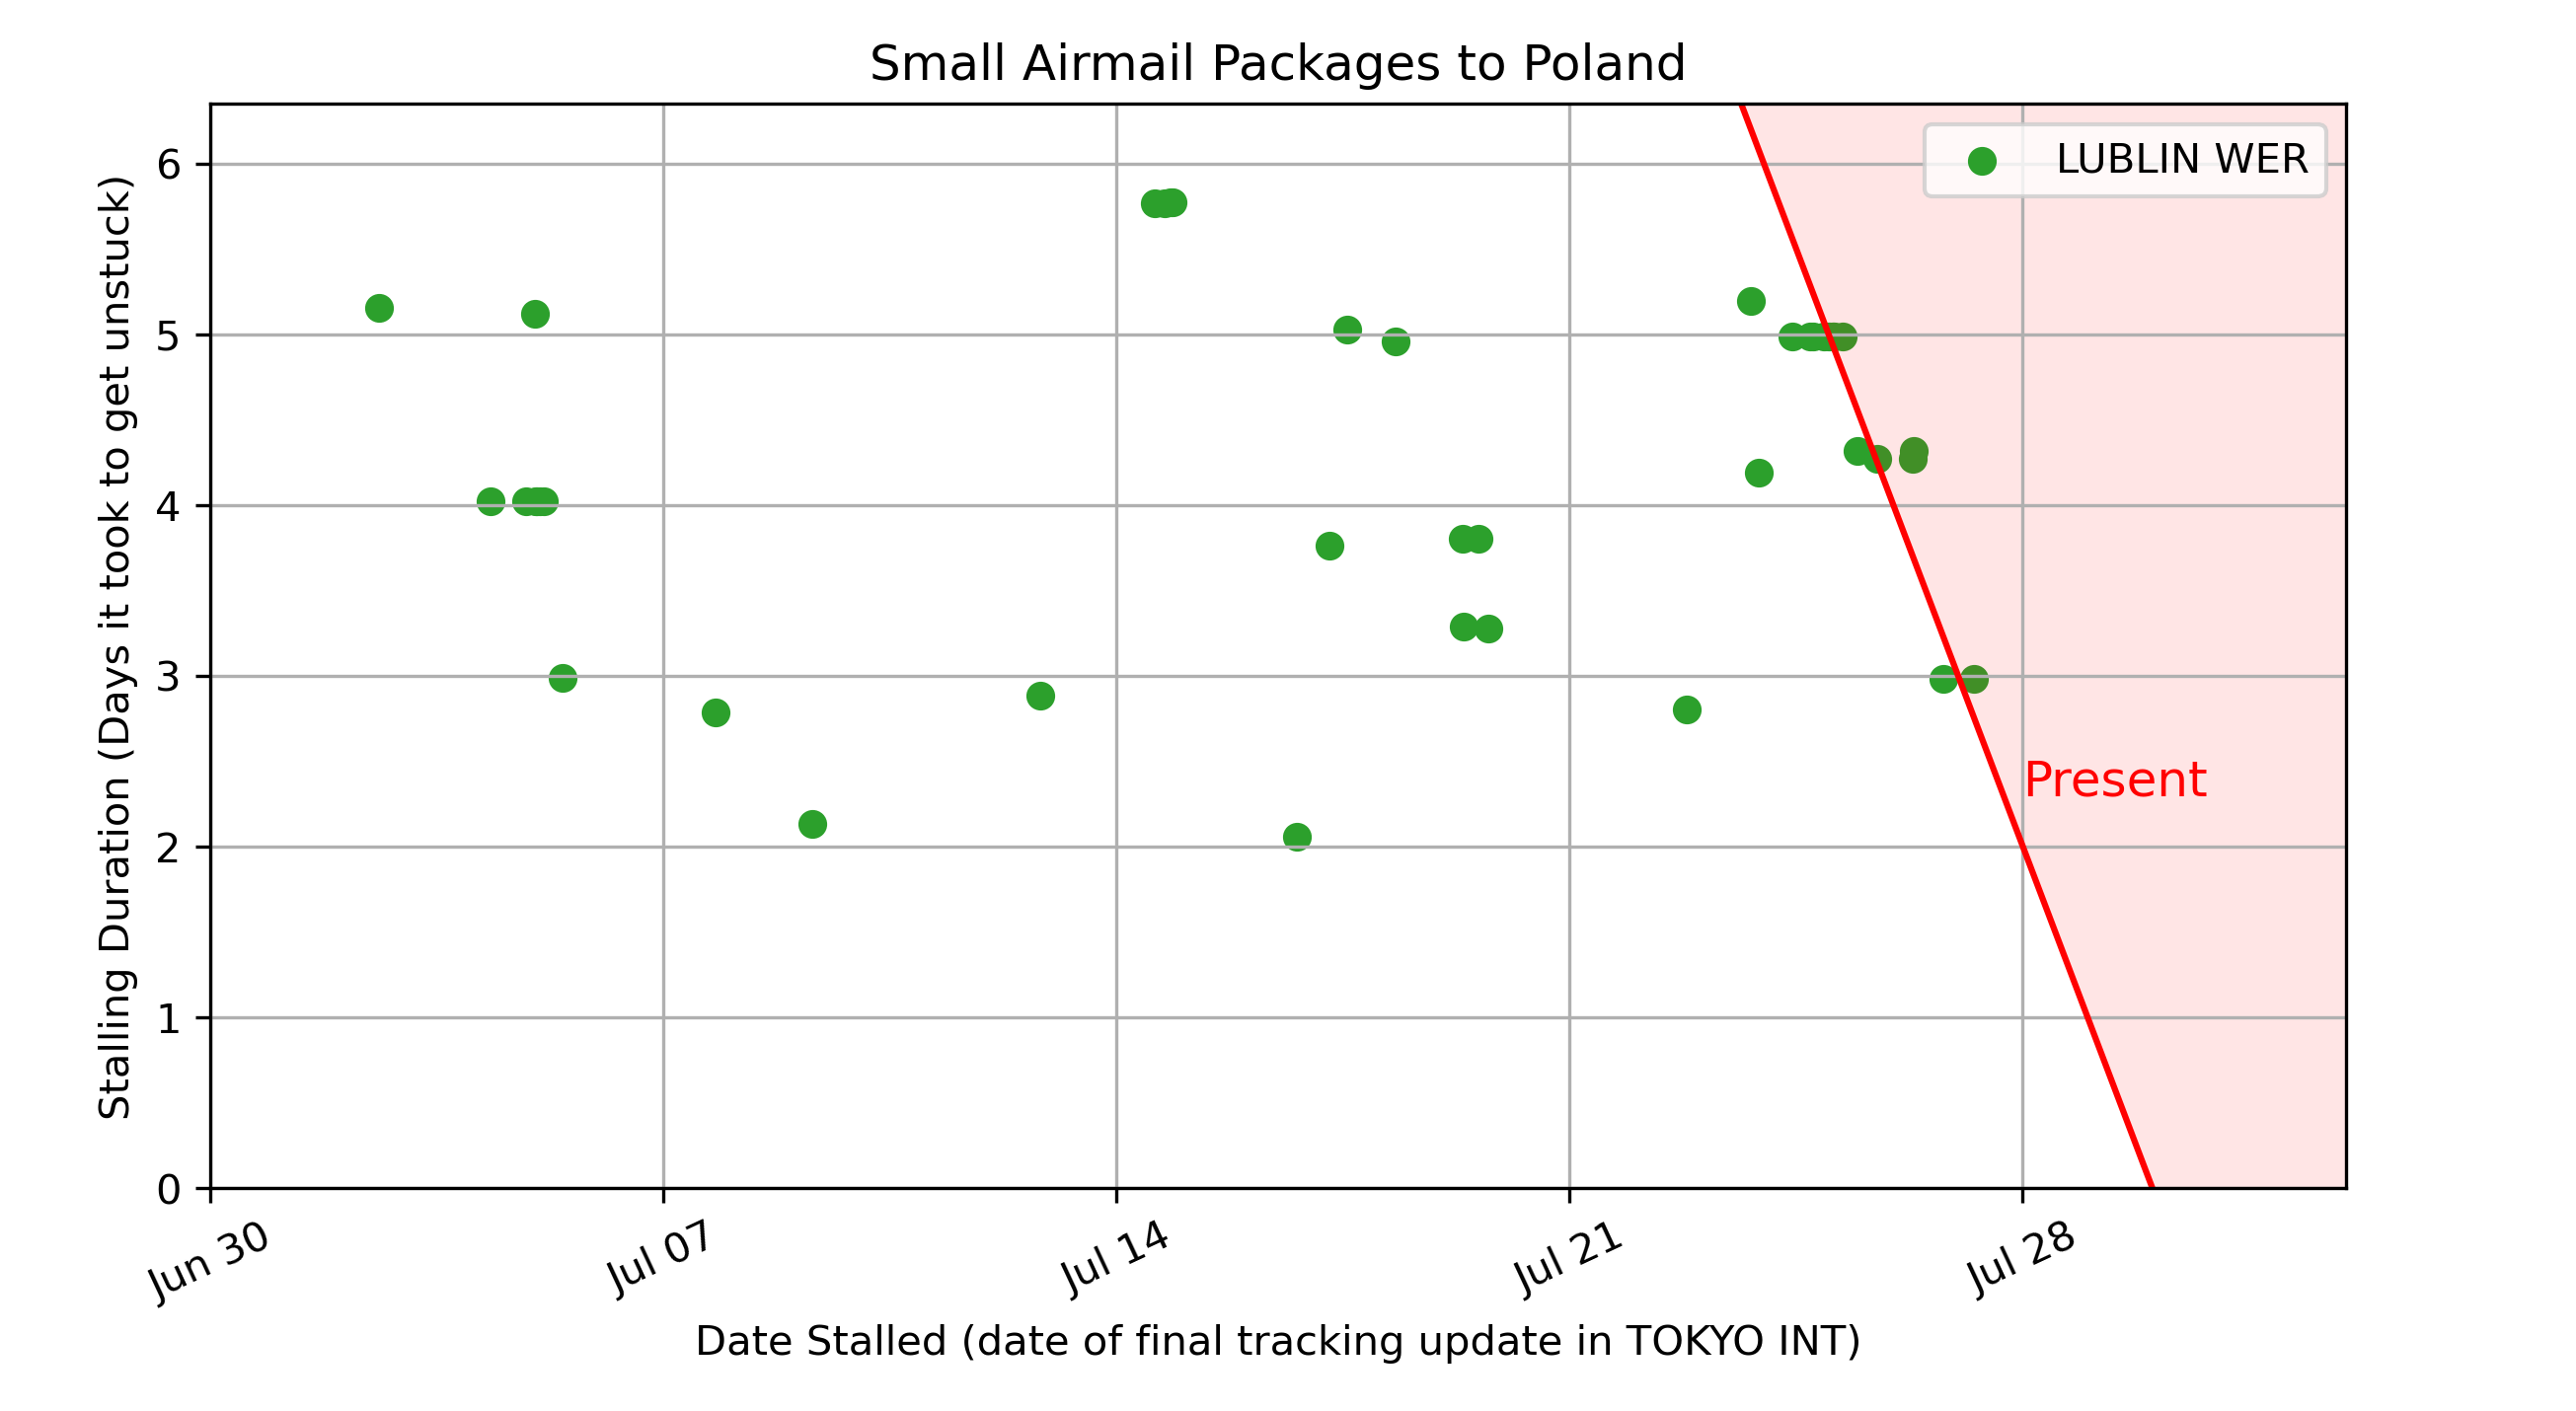 Small Airmail Packages to Poland
LUBLIN WER
Stalling Duration (Days it took to get unstuck)
6
5
4
3
2
1
0
Present
Jun 30
Jul 07
Jul 14
Jul 21
Jul 28
Date Stalled (date of final tracking update in TOKYO INT)